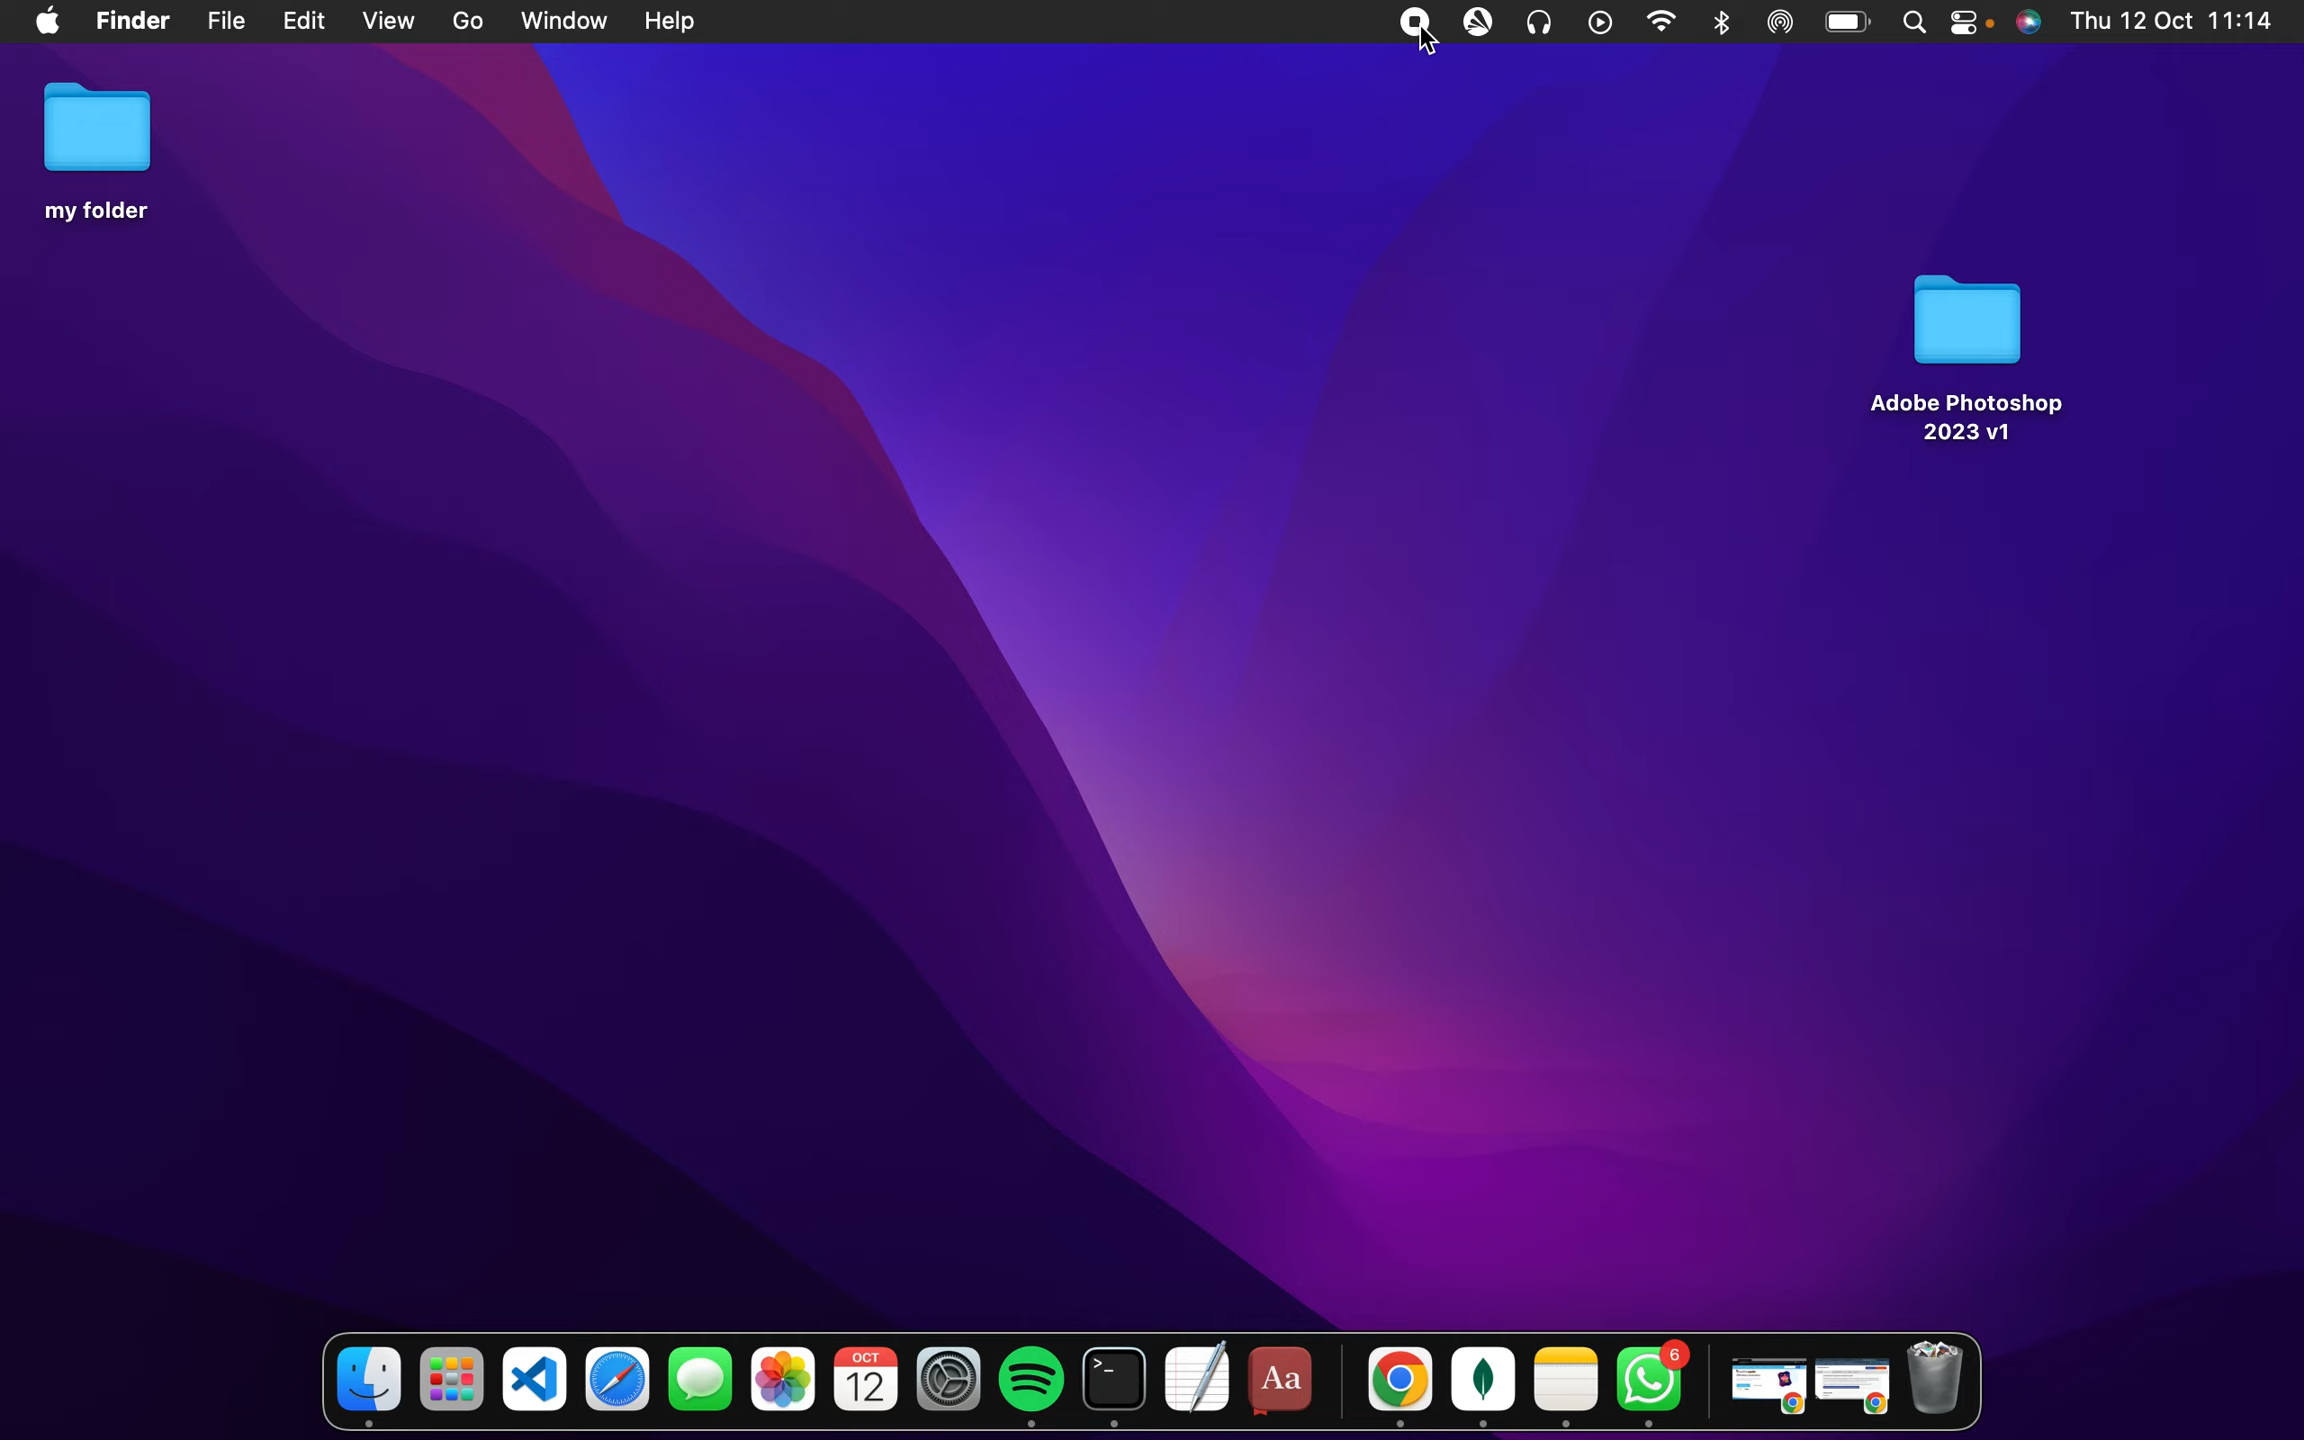 Finder File Edit View Go Window Help Thu 12 Oct 11:14
my folder
Adobe Photoshop
2023 v1
OCT
12
>_
Aa
6